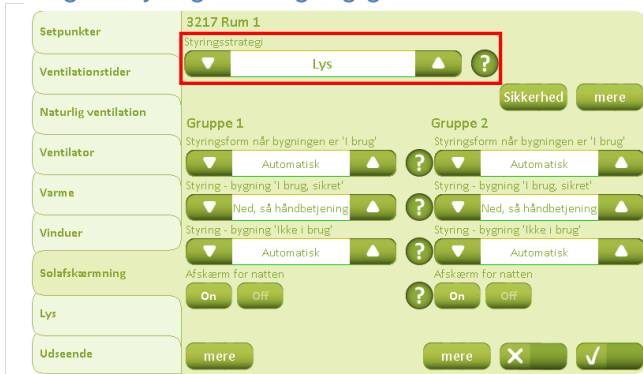 Setpunkter
Ventilationstider
Naturlig ventilation
Ventilator
Varme
Vinduer
Solafskærmning
Lys
Udseende
3217 Rum 1
Styringsstrategi
Lys
?
Sikkerhed mere
Gruppe 1
Styringsform når bygningen er 'I brug'
Automatisk
?
Styring - bygning 'I brug, sikret'
Ned, så håndbetjening
?
Styring - bygning 'Ikke i brug'
Automatisk
?
Afskærm for natten
On Off
?
mere
Gruppe 2
Styringsform når bygningen er 'I brug'
Automatisk
Styring - bygning 'I brug, sikret'
Ned, så håndbetjening
Styring - bygning 'Ikke i brug'
Automatisk
Afskærm for natten
On Off
mere